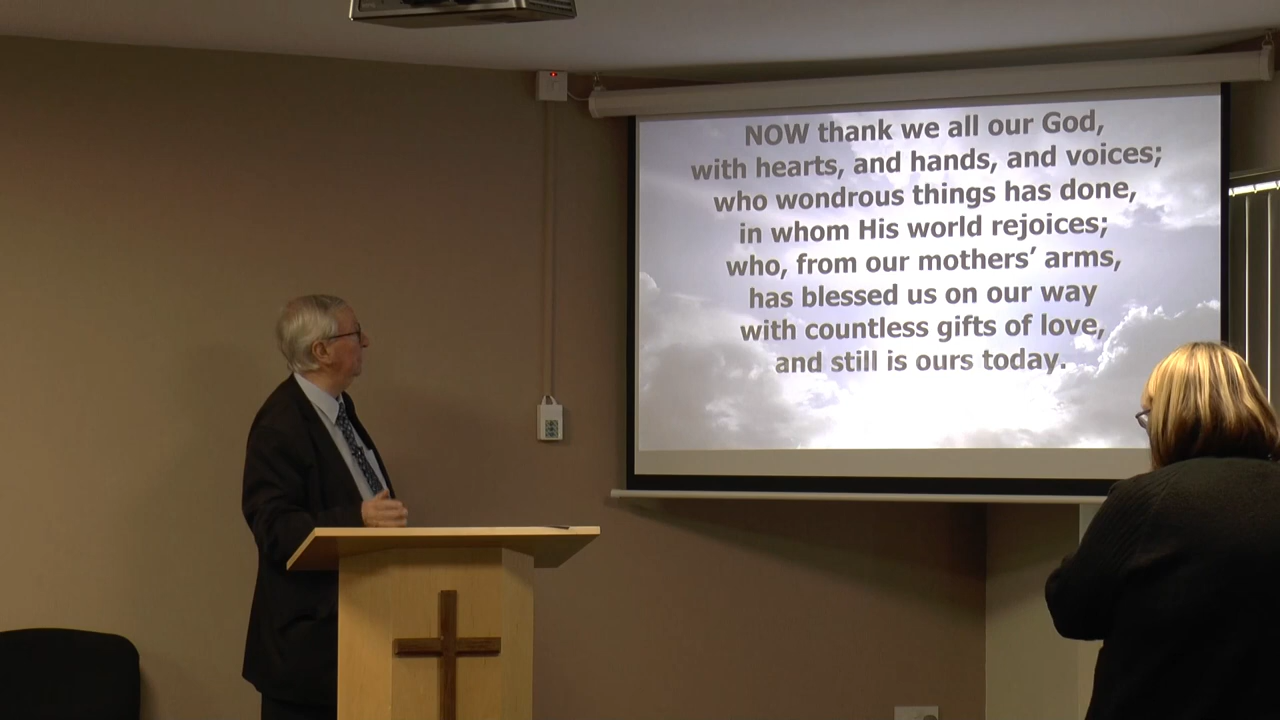 NOW thank we all our God,
with hearts, and hands, and voices;
who wondrous things has done,
in whom His world rejoices;
who, from our mothers’ arms,
has blessed us on our way
with countless gifts of love,
and still is ours today.